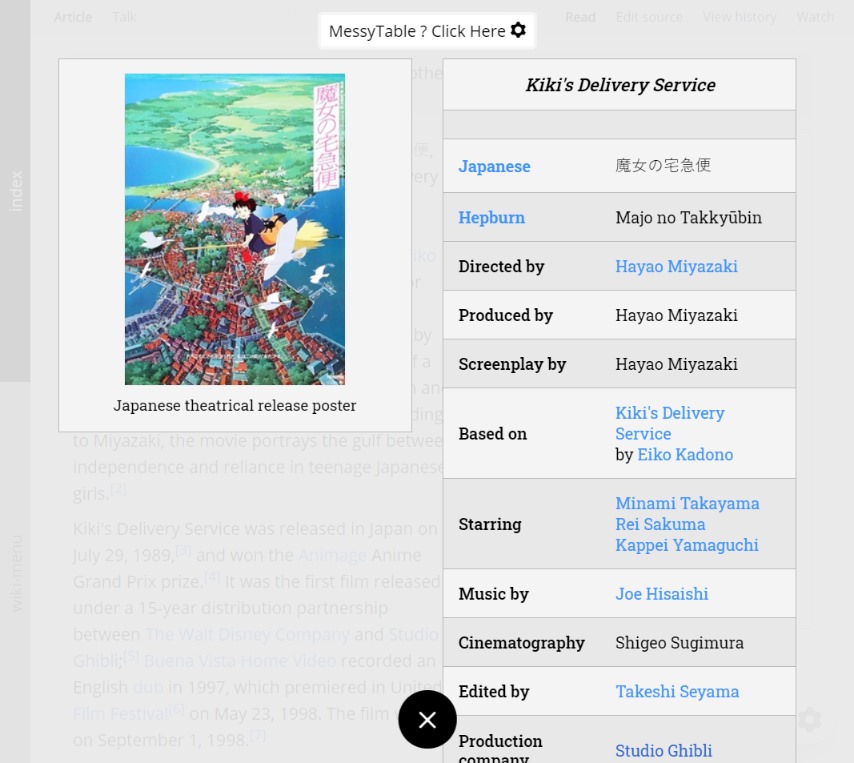 Article Talk Read Edit source View history Watch
MessyTable ? Click Here
index
wiki-menu
魔女の宅急便
Japanese theatrical release poster
to Miyazaki, the movie portrays the gulf between
independence and reliance in teenage Japanese
girls.[2]
Kiki's Delivery Service was released in Japan on
July 29, 1989,[3] and won the Animage Anime
Grand Prix prize.[4] It was the first film released
under a 15-year distribution partnership
between The Walt Disney Company and Studio
Ghibli;[5] Buena Vista Home Video recorded an
English dub in 1997, which premiered in United
Film Festival[6] on May 23, 1998. The film
on September 1, 1998.[7]
Kiki's Delivery Service
Japanese 魔女の宅急便
Hepburn Majo no Takkyūbin
Directed by Hayao Miyazaki
Produced by Hayao Miyazaki
Screenplay by Hayao Miyazaki
Based on Kiki's Delivery
Service
by Eiko Kadono
Starring Minami Takayama
Rei Sakuma
Kappei Yamaguchi
Music by Joe Hisaishi
Cinematography Shigeo Sugimura
Edited by Takeshi Seyama
Production
company Studio Ghibli